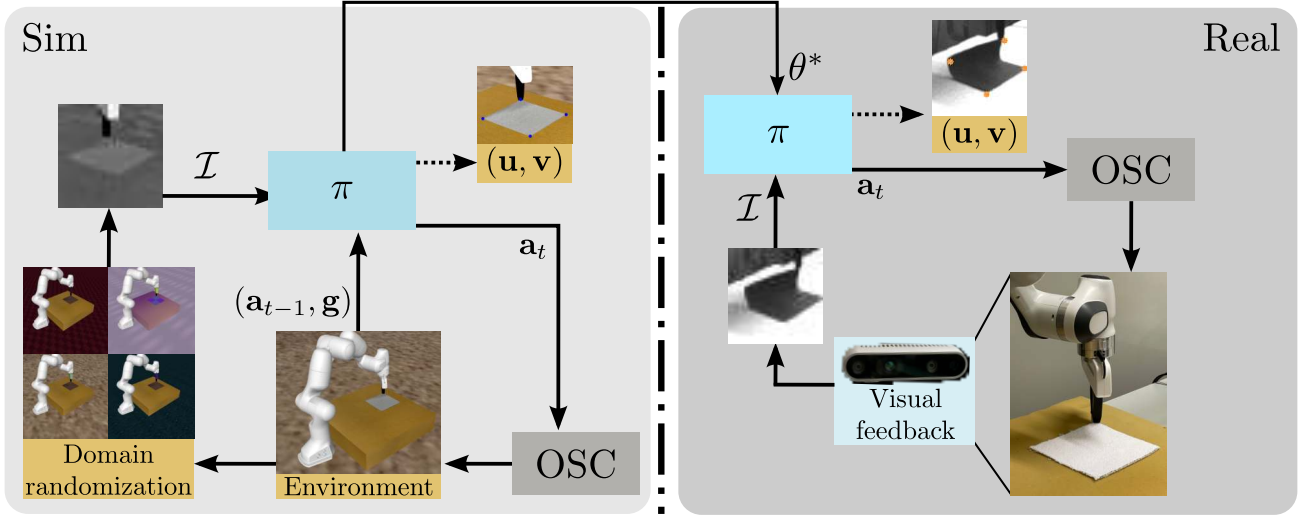 Sim
𝓘
π
(u, v)
a_t
(a_{t−1}, g)
Domain
randomization
Environment
OSC
Real
θ*
π
(u, v)
a_t
OSC
𝓘
Visual
feedback